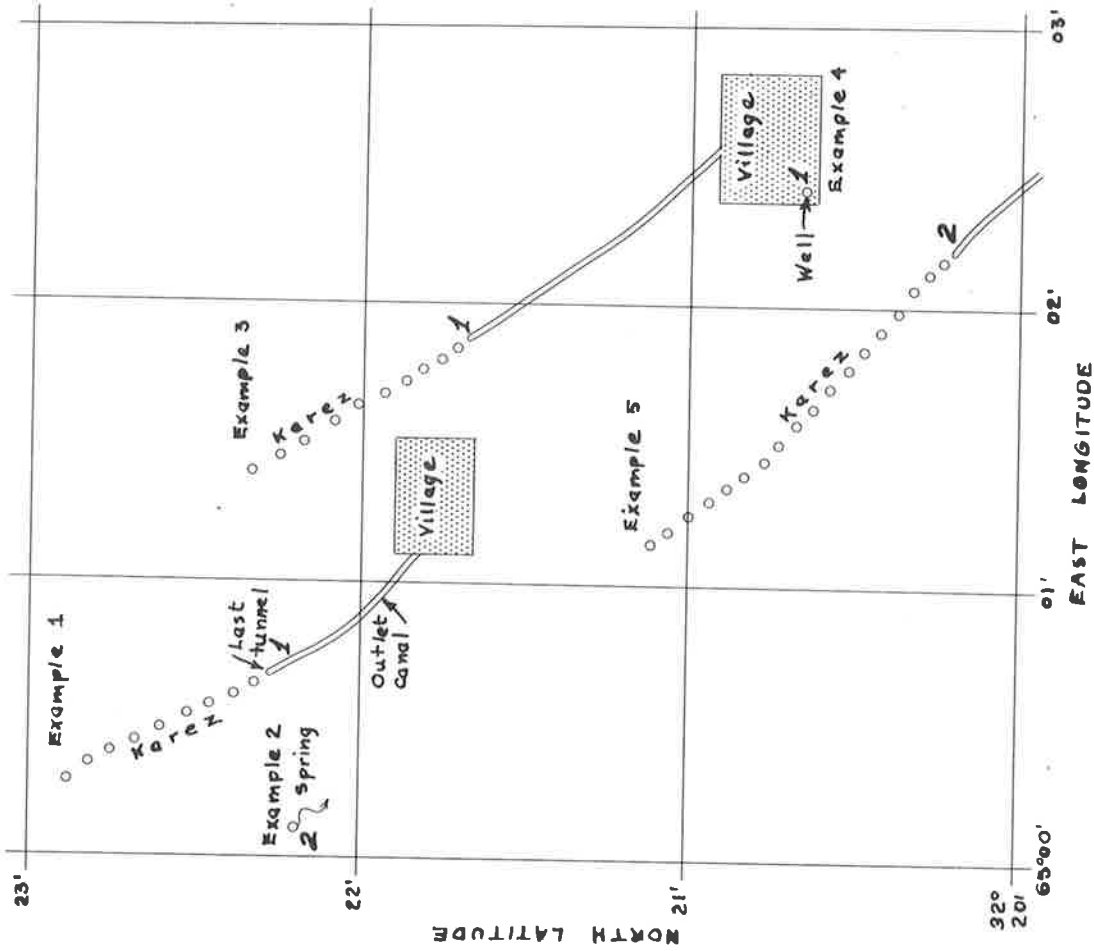 Example 1
Karez
Last
tunnel
1
Outlet
canal
Village
Example 2
2
Spring
Example 3
Karez
1
Village
Well
1
Example 4
Example 5
Karez
2
NORTH LATITUDE
23'
22'
21'
32°
20'
65°00'
01'
02'
03'
EAST LONGITUDE